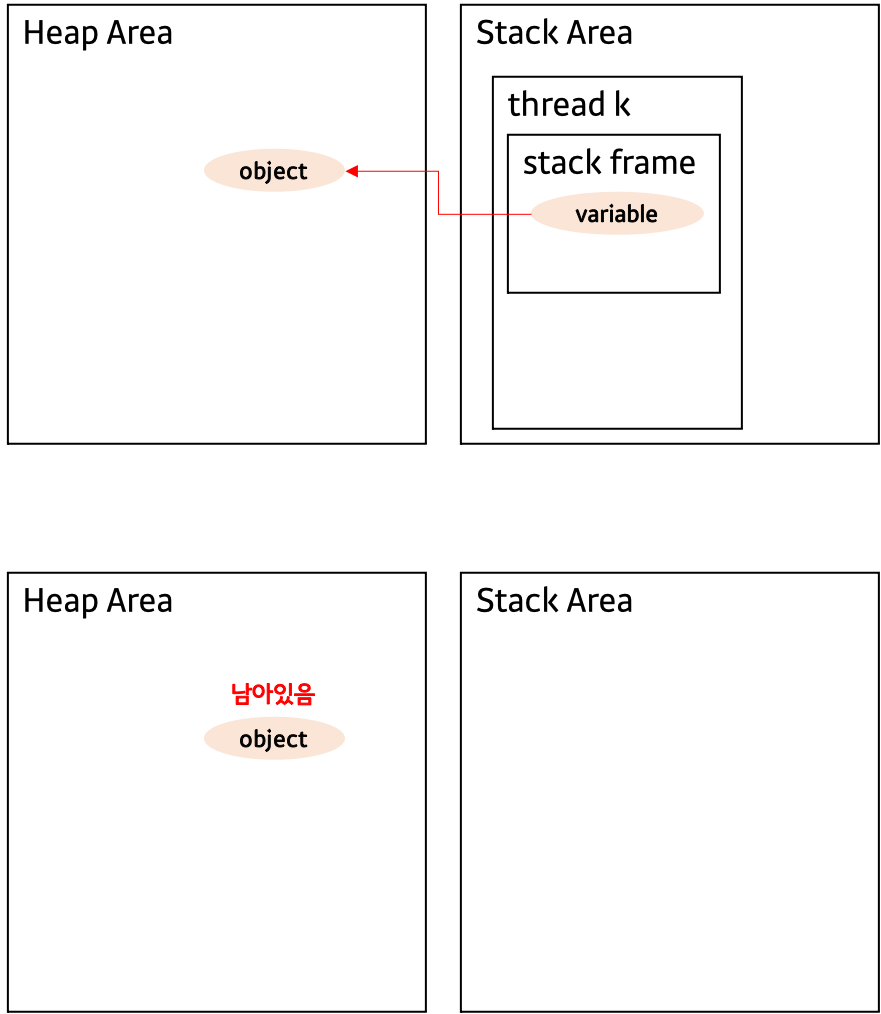 Heap Area
Stack Area
thread k
stack frame
object
variable
Heap Area
Stack Area
남아있음
object